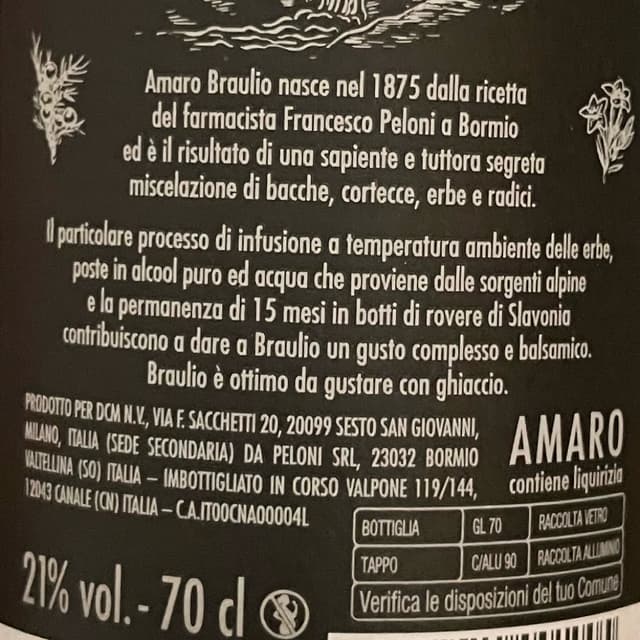 Amaro Braulio nasce nel 1875 dalla ricetta
del farmacista Francesco Peloni a Bormio
ed è il risultato di una sapiente e tuttora segreta
miscelazione di bacche, cortecce, erbe e radici.
Il particolare processo di infusione a temperatura ambiente delle erbe,
poste in alcool puro ed acqua che proviene dalle sorgenti alpine
e la permanenza di 15 mesi in botti di rovere di Slavonia
contribuiscono a dare a Braulio un gusto complesso e balsamico.
Braulio è ottimo da gustare con ghiaccio.
PRODOTTO PER DCM N.V., VIA F. SACCHETTI 20, 20099 SESTO SAN GIOVANNI,
MILANO, ITALIA (SEDE SECONDARIA) DA PELONI SRL, 23032 BORMIO
VALTELLINA (SO) ITALIA – IMBOTTIGLIATO IN CORSO VALPONE 119/144,
12043 CANALE (CN) ITALIA – C.A.IT00CNA00004L
AMARO
contiene liquirizia
BOTTIGLIA GL 70 RACCOLTA VETRO
TAPPO C/ALU 90 RACCOLTA ALLUMINIO
Verifica le disposizioni del tuo Comune
21% vol. - 70 cl